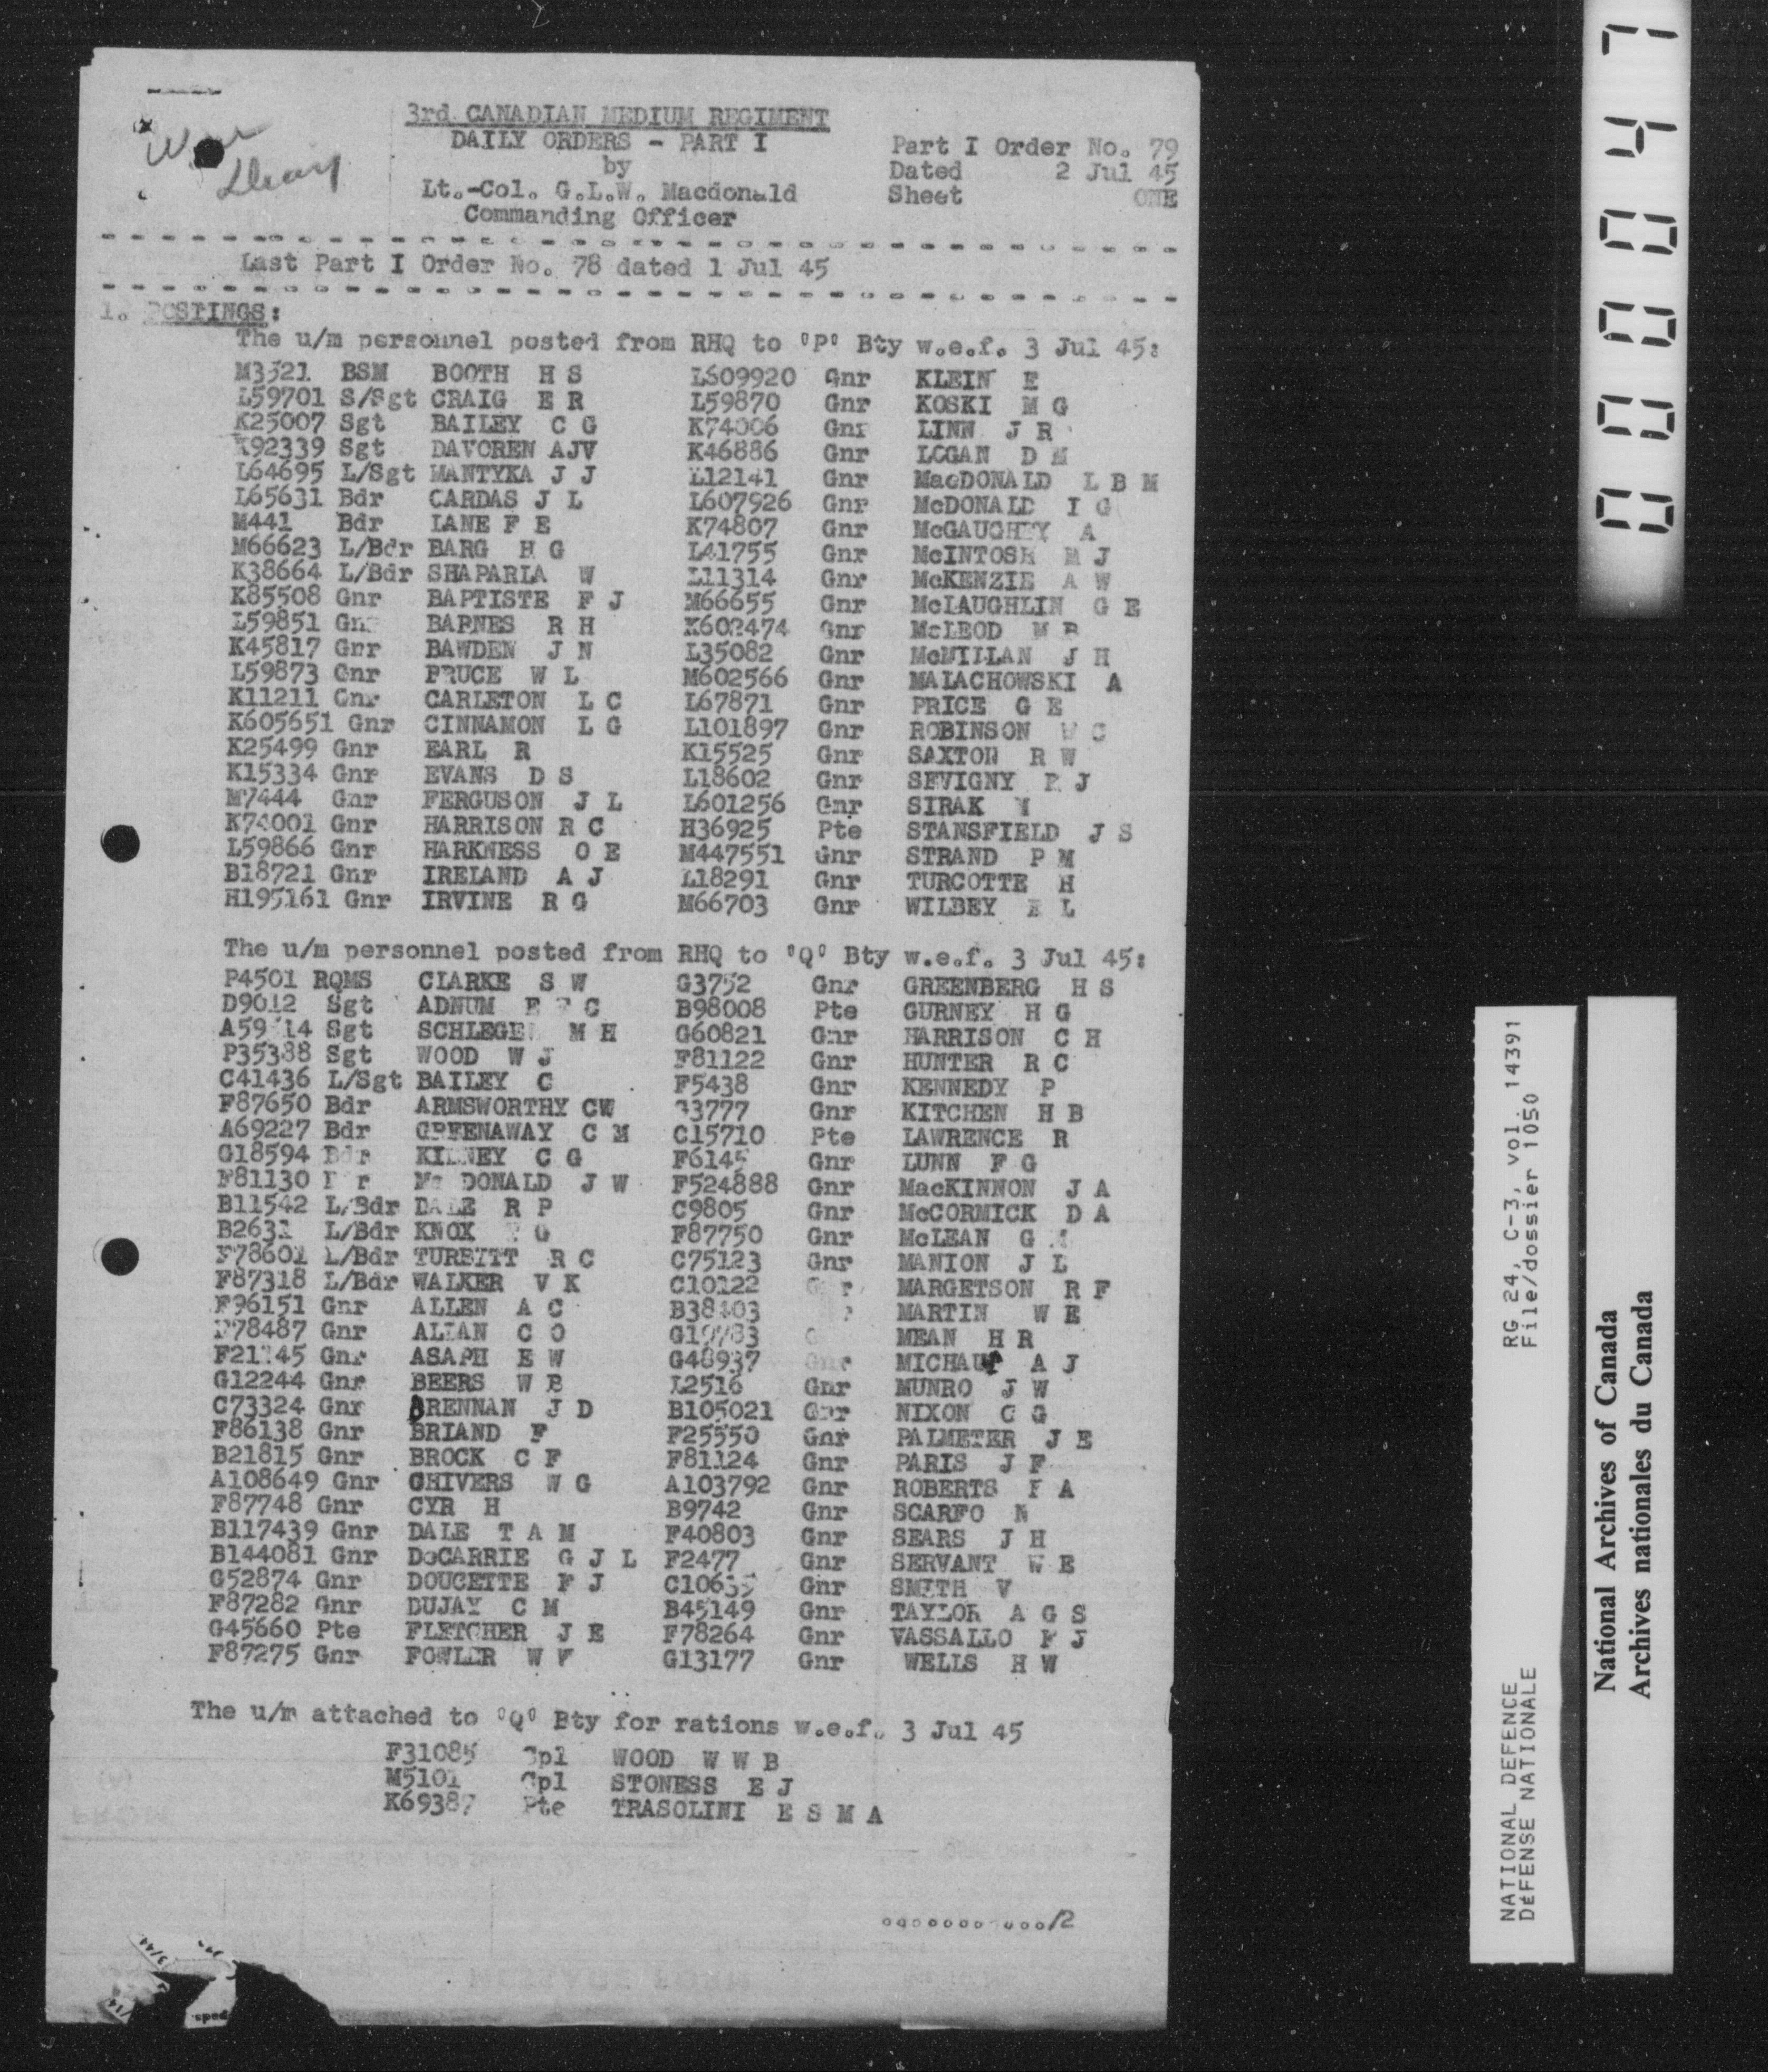 3rd CANADIAN MEDIUM REGIMENT
DAILY ORDERS - PART I
by
Lt.-Col. G.L.W. Macdonald
Commanding Officer
Part I Order No. 79
Dated 2 Jul 45
Sheet ONE
Last Part I Order No. 78 dated 1 Jul 45
1. POSTINGS:
The u/m personnel posted from RHQ to 'P' Bty w.e.f. 3 Jul 45:
M3521 BSM BOOTH H S L609920 Gnr KLEIN E
L59701 S/Sgt CRAIG E R L59870 Gnr KOSKI M G
K25007 Sgt BAILEY C G K74006 Gnr LINN J R
K92339 Sgt DAVOREN AJV K46886 Gnr LOGAN D M
L64695 L/Sgt MANTYKA J J L12141 Gnr MacDONALD L B M
L65631 Bdr CARDAS J L L607926 Gnr McDONALD I G
M441 Bdr LANE F E K74807 Gnr McGAUGHEY A
M66623 L/Bdr BARG H G L41755 Gnr McINTOSH M J
K38664 L/Bdr SHAPARLA W L11314 Gnr McKENZIE A W
K85508 Gnr BAPTISTE F J M66655 Gnr McLAUGHLIN G E
L59851 Gnr BARNES R H K602474 Gnr McLEOD M B
K45817 Gnr BAWDEN J N L35082 Gnr McMILLAN J H
L59873 Gnr BRUCE W L M602566 Gnr MALACHOWSKI A
K11211 Gnr CARLETON L C L67871 Gnr PRICE G E
K605651 Gnr CINNAMON L G L101897 Gnr ROBINSON W C
K25499 Gnr EARL R K15525 Gnr SAXTON R W
K15334 Gnr EVANS D S L18602 Gnr SEVIGNY R J
M7444 Gnr FERGUSON J L L601256 Gnr SIRAK
K74001 Gnr HARRISON R C H36925 Pte STANSFIELD J S
L59866 Gnr HARKNESS O E M447551 Gnr STRAND P M
B18721 Gnr IRELAND A J L18291 Gnr TURCOTTE H
H195161 Gnr IRVINE R G M66703 Gnr WILBEY L
The u/m personnel posted from RHQ to 'Q' Bty w.e.f. 3 Jul 45:
P4501 RQMS CLARKE S W G3752 Gnr GREENBERG H S
D9012 Sgt ADNUM C B98008 Pte GURNEY H G
Sgt SCHLEGEL M H G60821 Gnr HARRISON C H
P35388 Sgt WOOD W J F81122 Gnr HUNTER R C
C41436 L/Sgt BAILEY C F5438 Gnr KENNEDY P
F87650 Bdr ARMSWORTHY CW G3777 Gnr KITCHEN H B
A69227 Bdr GREENAWAY C M C15710 Pte LAWRENCE R
G18594 Bdr C G F6145 Gnr LUNN F G
F81130 DONALD J W F524888 Gnr MacKINNON J A
B11542 L/Bdr DALE R P C9805 Gnr McCORMICK D A
B2631 L/Bdr KNOX G F87750 Gnr McLEAN G
F78601 L/Bdr TURBITT R C C75123 Gnr MANION J L
F87318 L/Bdr WALKER V K C10122 MARGETSON R F
F96151 Gnr ALLEN A C B38403 MARTIN W E
F78487 Gnr ALLAN C O MEAN H R
Gnr ASAPH E W G48937 Gnr MICHAUD A J
G12244 Gnr BEERS W B L2516 Gnr MUNRO J W
C73324 Gnr BRENNAN J D B105021 Gnr NIXON C G
F86138 Gnr BRIAND F F25550 Gnr PALMETER J E
B21815 Gnr BROCK C F F81124 Gnr PARIS J F
A108649 Gnr CHIVERS W G A103792 Gnr ROBERTS F A
F87748 Gnr CYR H B9742 Gnr SCARFO N
B117439 Gnr DALE T A M F40803 Gnr SEARS J H
B144081 Gnr DeCARRIE G J L F2477 Gnr SERVANT W E
G52874 Gnr DOUCETTE F J Gnr SMITH V
F87282 Gnr DUJAY C M B45149 Gnr TAYLOR A G S
G45660 Pte FLETCHER J E F78264 Gnr VASSALLO F J
F87275 Gnr FOWLER W F G13177 Gnr WELLS H W
The u/m attached to 'Q' Bty for rations w.e.f. 3 Jul 45
F31085 Cpl WOOD W W B
M5101 Cpl STONESS E J
K69387 Pte TRASOLINI E S M A
............/2
000047
NATIONAL DEFENCE RG 24, C-3, vol. 14391
DÉFENSE NATIONALE File/dossier 1050
National Archives of Canada
Archives nationales du Canada